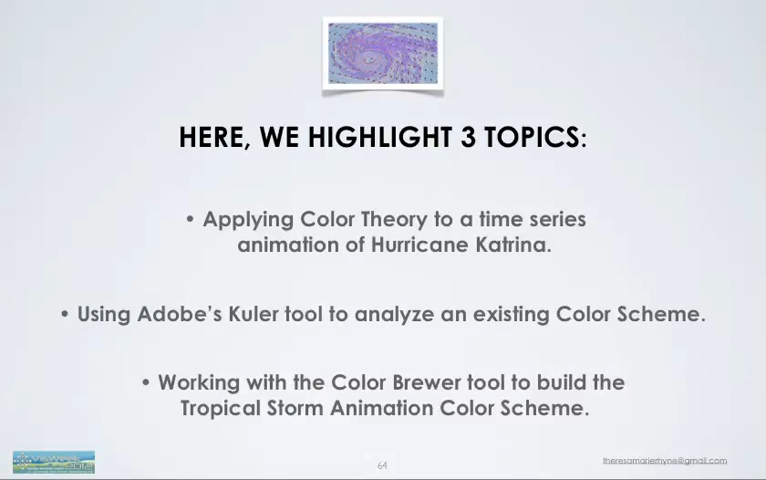 HERE, WE HIGHLIGHT 3 TOPICS:
• Applying Color Theory to a time series
animation of Hurricane Katrina.
• Using Adobe's Kuler tool to analyze an existing Color Scheme.
• Working with the Color Brewer tool to build the
Tropical Storm Animation Color Scheme.
64
theresamarierhyne@gmail.com